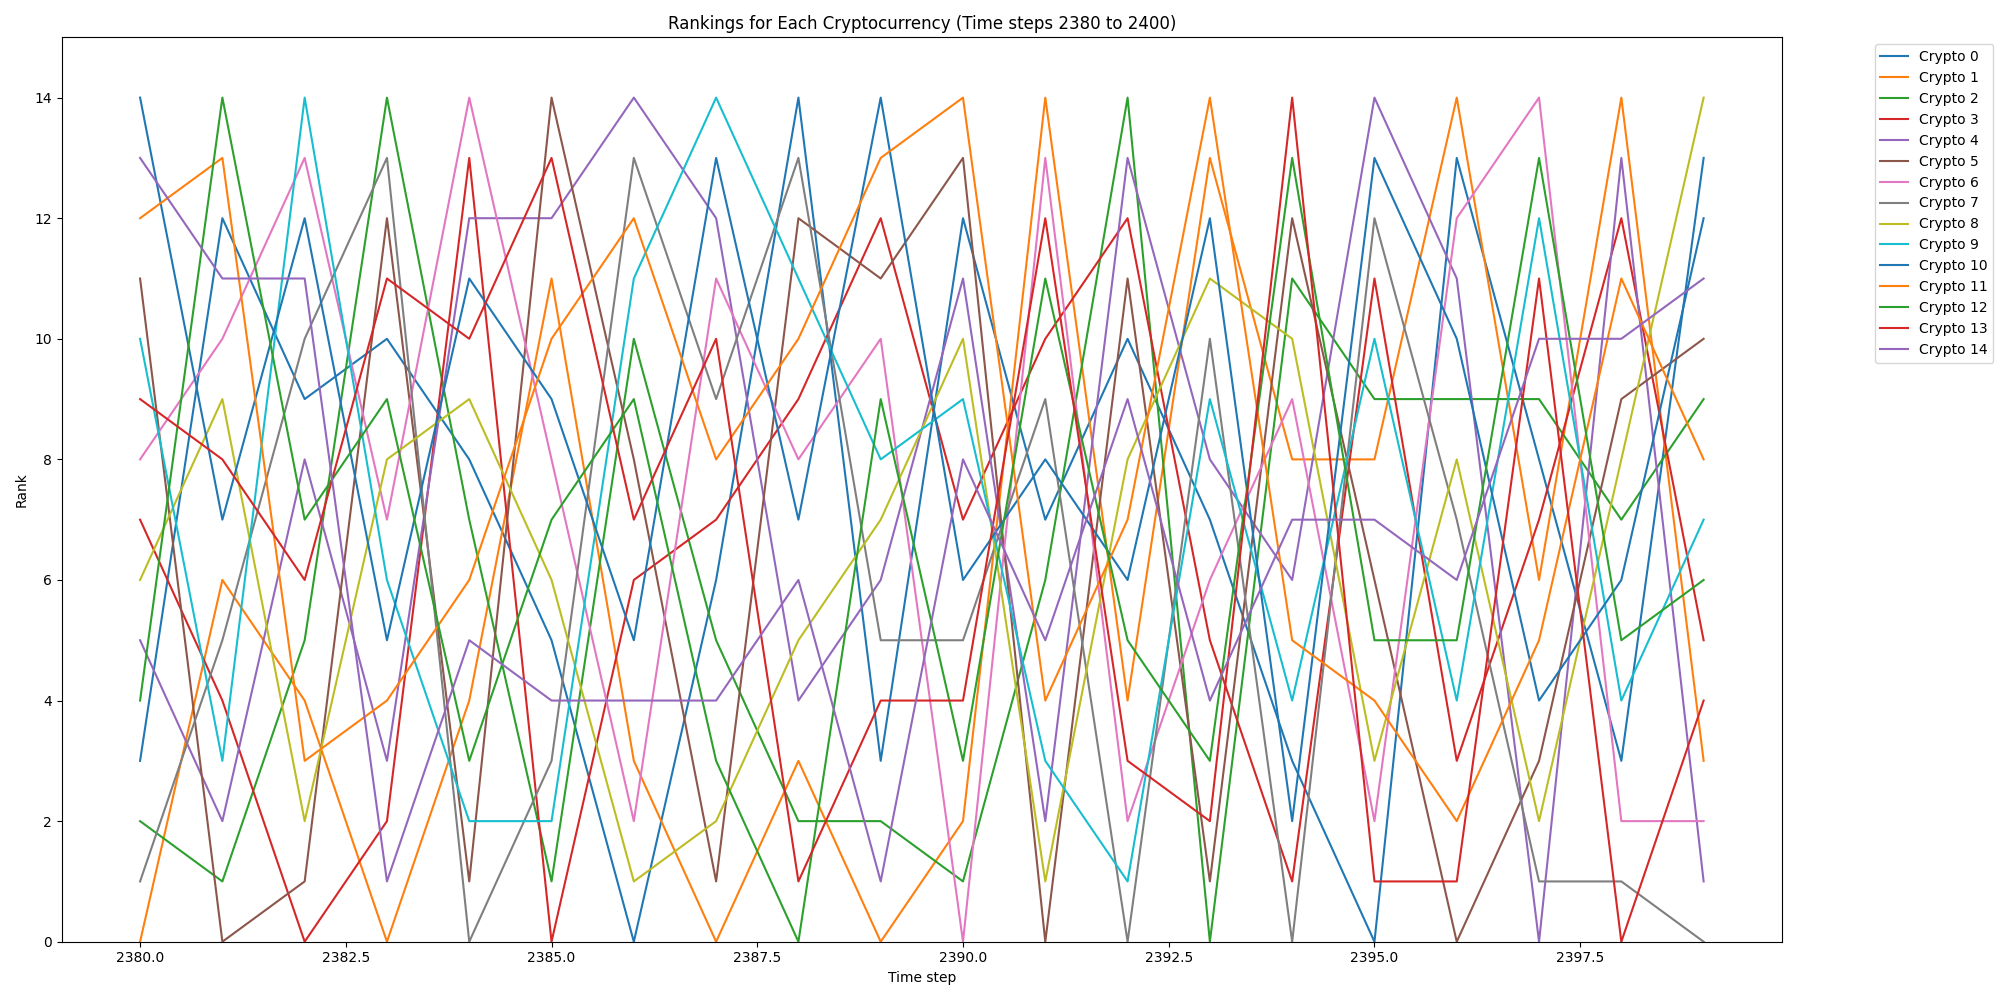 Rankings for Each Cryptocurrency (Time steps 2380 to 2400)
Rank
14
12
10
8
6
4
2
0
2380.0 2382.5 2385.0 2387.5 2390.0 2392.5 2395.0 2397.5
Time step
Crypto 0
Crypto 1
Crypto 2
Crypto 3
Crypto 4
Crypto 5
Crypto 6
Crypto 7
Crypto 8
Crypto 9
Crypto 10
Crypto 11
Crypto 12
Crypto 13
Crypto 14